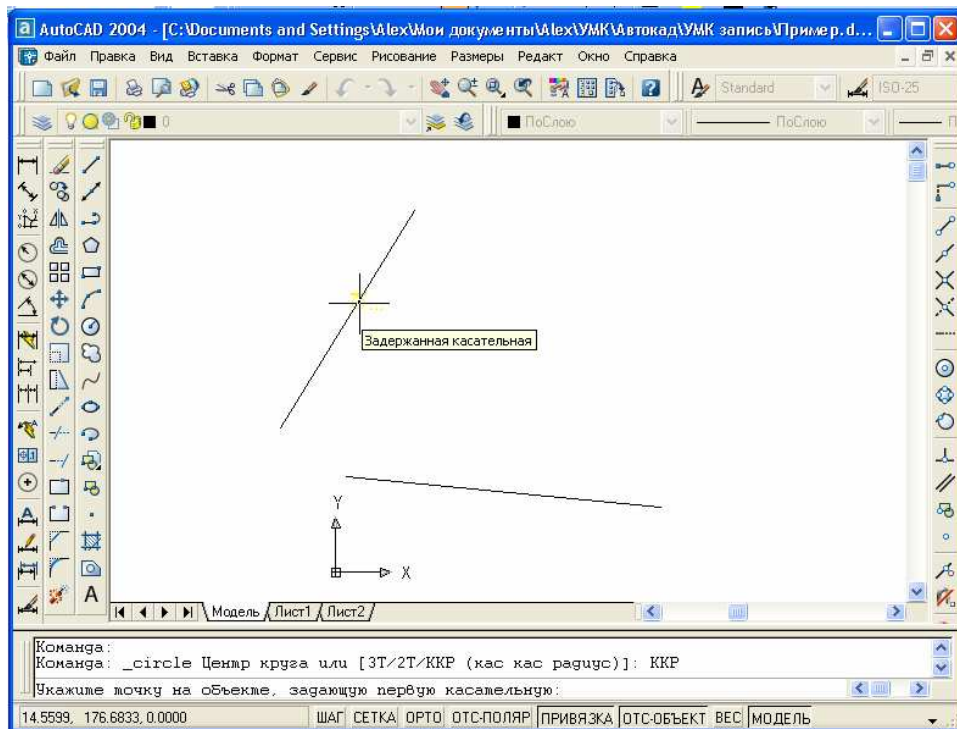 AutoCAD 2004 - [C:\Documents and Settings\Alex\Мои документы\Alex\УМК\Автокад\УМК запись\Пример.d...
Файл Правка Вид Вставка Формат Сервис Рисование Размеры Редакт Окно Справка
Standard ISO-25
0 ПоСлою ПоСлою П
Задержанная касательная
Y
X
Модель Лист1 Лист2
Команда:
Команда: _circle Центр круга или [3Т/2Т/ККР (кас кас радиус)]: ККР
Укажите точку на объекте, задающую первую касательную:
14.5599, 176.6833, 0.0000 ШАГ СЕТКА ОРТО ОТС-ПОЛЯР ПРИВЯЗКА ОТС-ОБЪЕКТ ВЕС МОДЕЛЬ